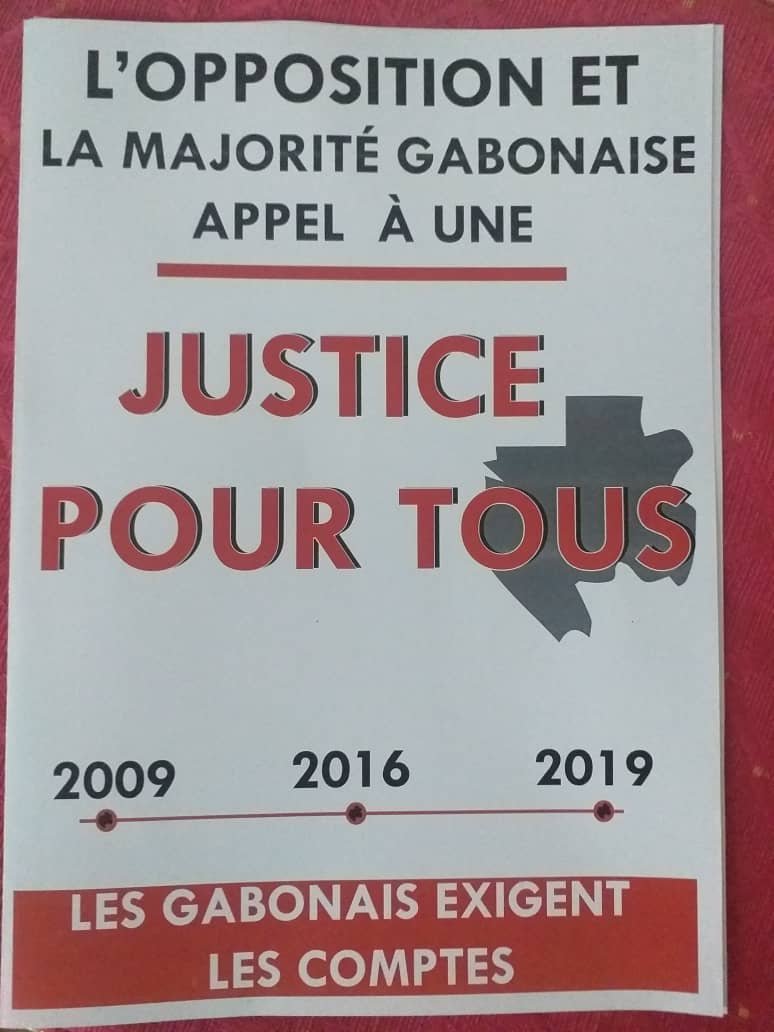 L'OPPOSITION ET
LA MAJORITÉ GABONAISE
APPEL À UNE
JUSTICE
POUR TOUS
2009 2016 2019
LES GABONAIS EXIGENT
LES COMPTES